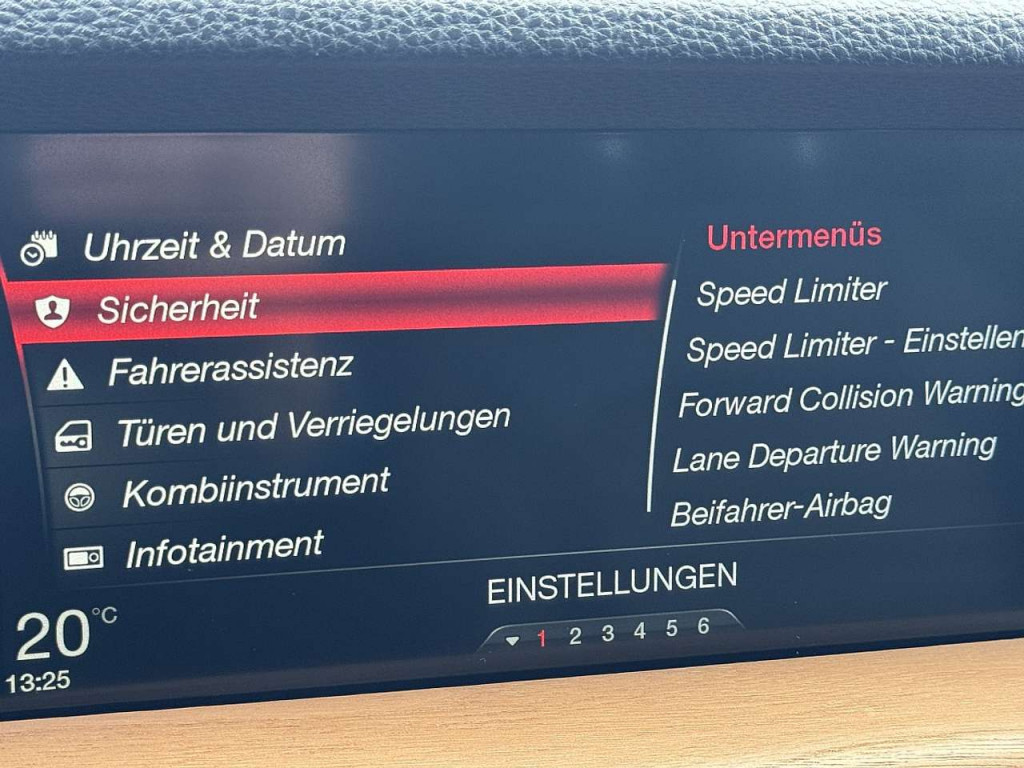 Uhrzeit & Datum
Sicherheit
Fahrerassistenz
Türen und Verriegelungen
Kombiinstrument
Infotainment
Untermenüs
Speed Limiter
Speed Limiter - Einstellen
Forward Collision Warning
Lane Departure Warning
Beifahrer-Airbag
EINSTELLUNGEN
1 2 3 4 5 6
20 °C
13:25